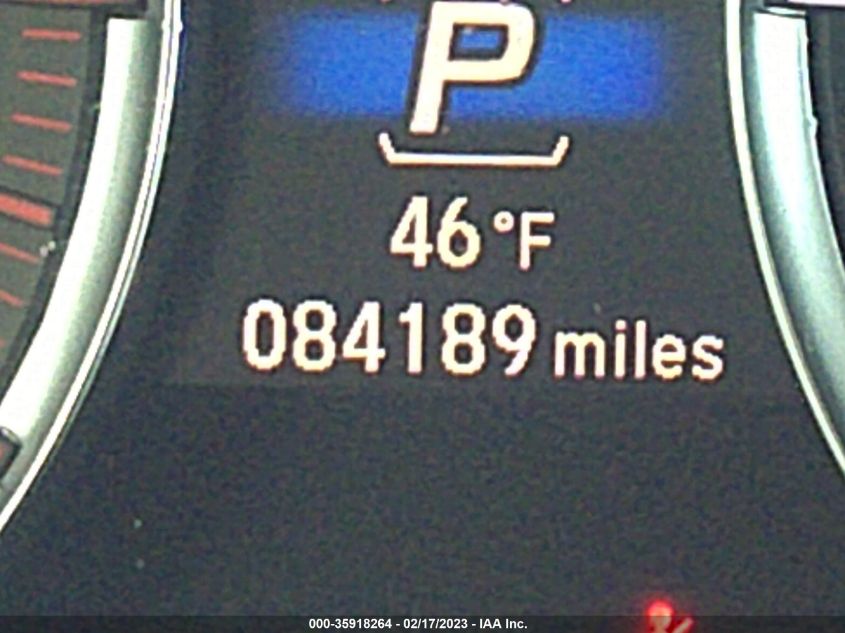 P
46 °F
084189 miles
000-35918264 - 02/17/2023 - IAA Inc.